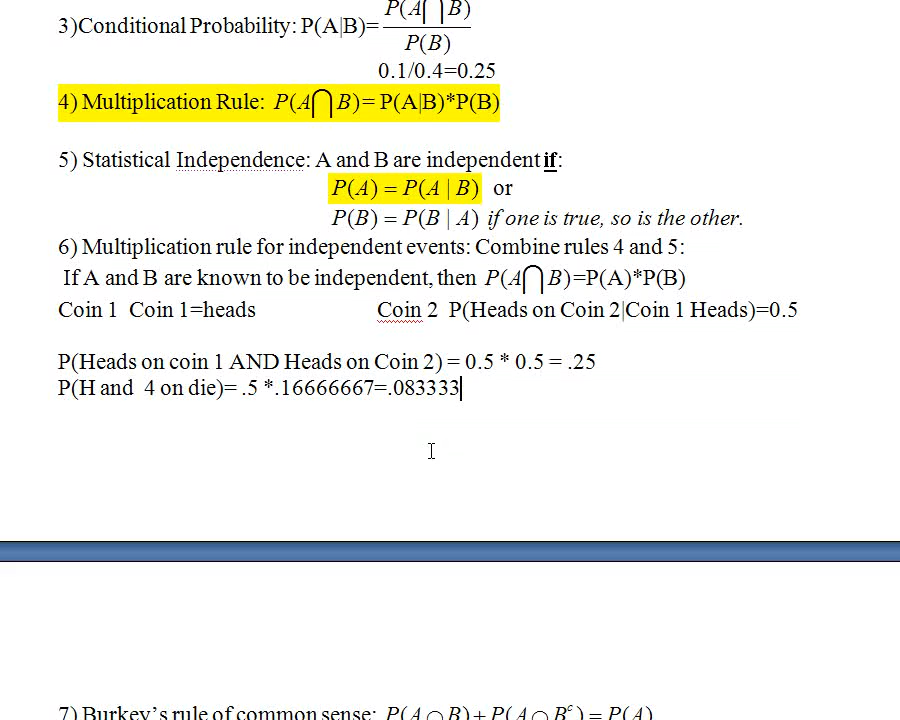 P(A⋂B)
3)Conditional Probability: P(A|B)=
P(B)
0.1/0.4=0.25
4) Multiplication Rule: P(A⋂B)= P(A|B)*P(B)
5) Statistical Independence: A and B are independent if:
P(A) = P(A | B) or
P(B) = P(B | A) if one is true, so is the other.
6) Multiplication rule for independent events: Combine rules 4 and 5:
If A and B are known to be independent, then P(A⋂B)=P(A)*P(B)
Coin 1 Coin 1=heads Coin 2 P(Heads on Coin 2|Coin 1 Heads)=0.5
P(Heads on coin 1 AND Heads on Coin 2) = 0.5 * 0.5 = .25
P(H and 4 on die)= .5 *.16666667=.083333
7) Burkey’s rule of common sense: P(A∩B)+P(A∩Bᶜ)=P(A)